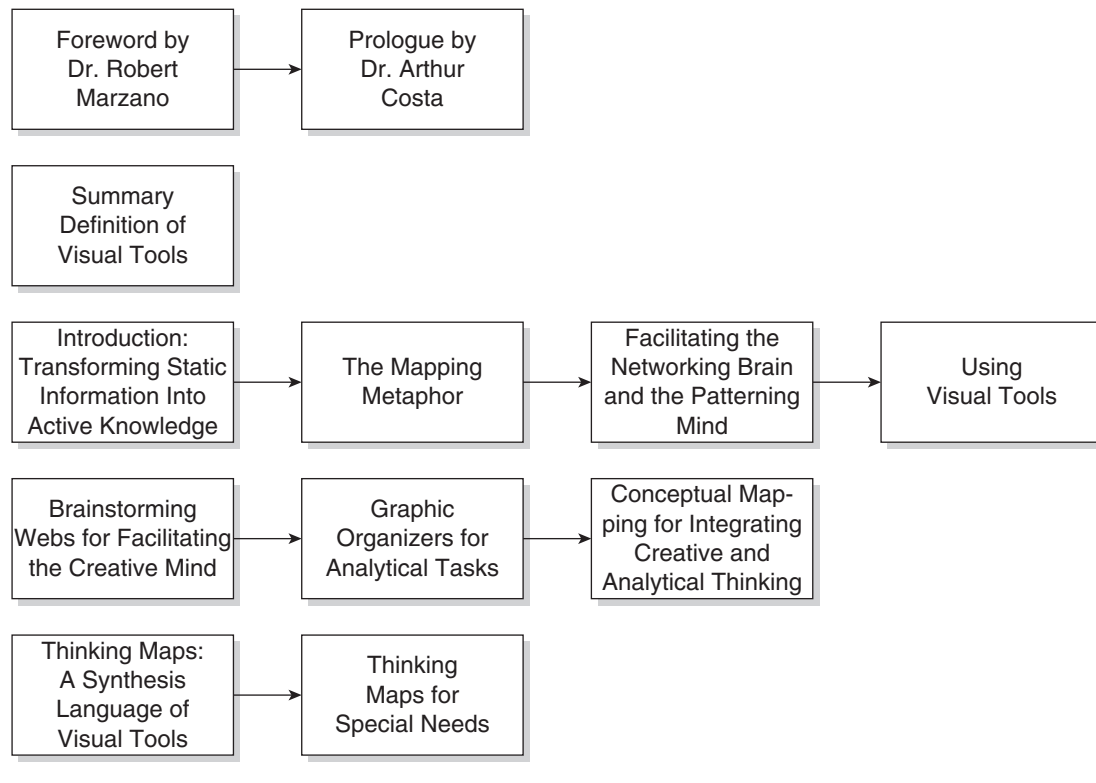 Foreword by
Dr. Robert
Marzano
Prologue by
Dr. Arthur
Costa
Summary
Definition of
Visual Tools
Introduction:
Transforming Static
Information Into
Active Knowledge
The Mapping
Metaphor
Facilitating the
Networking Brain
and the Patterning
Mind
Using
Visual Tools
Brainstorming
Webs for Facilitating
the Creative Mind
Graphic
Organizers for
Analytical Tasks
Conceptual Map-
ping for Integrating
Creative and
Analytical Thinking
Thinking Maps:
A Synthesis
Language of
Visual Tools
Thinking
Maps for
Special Needs